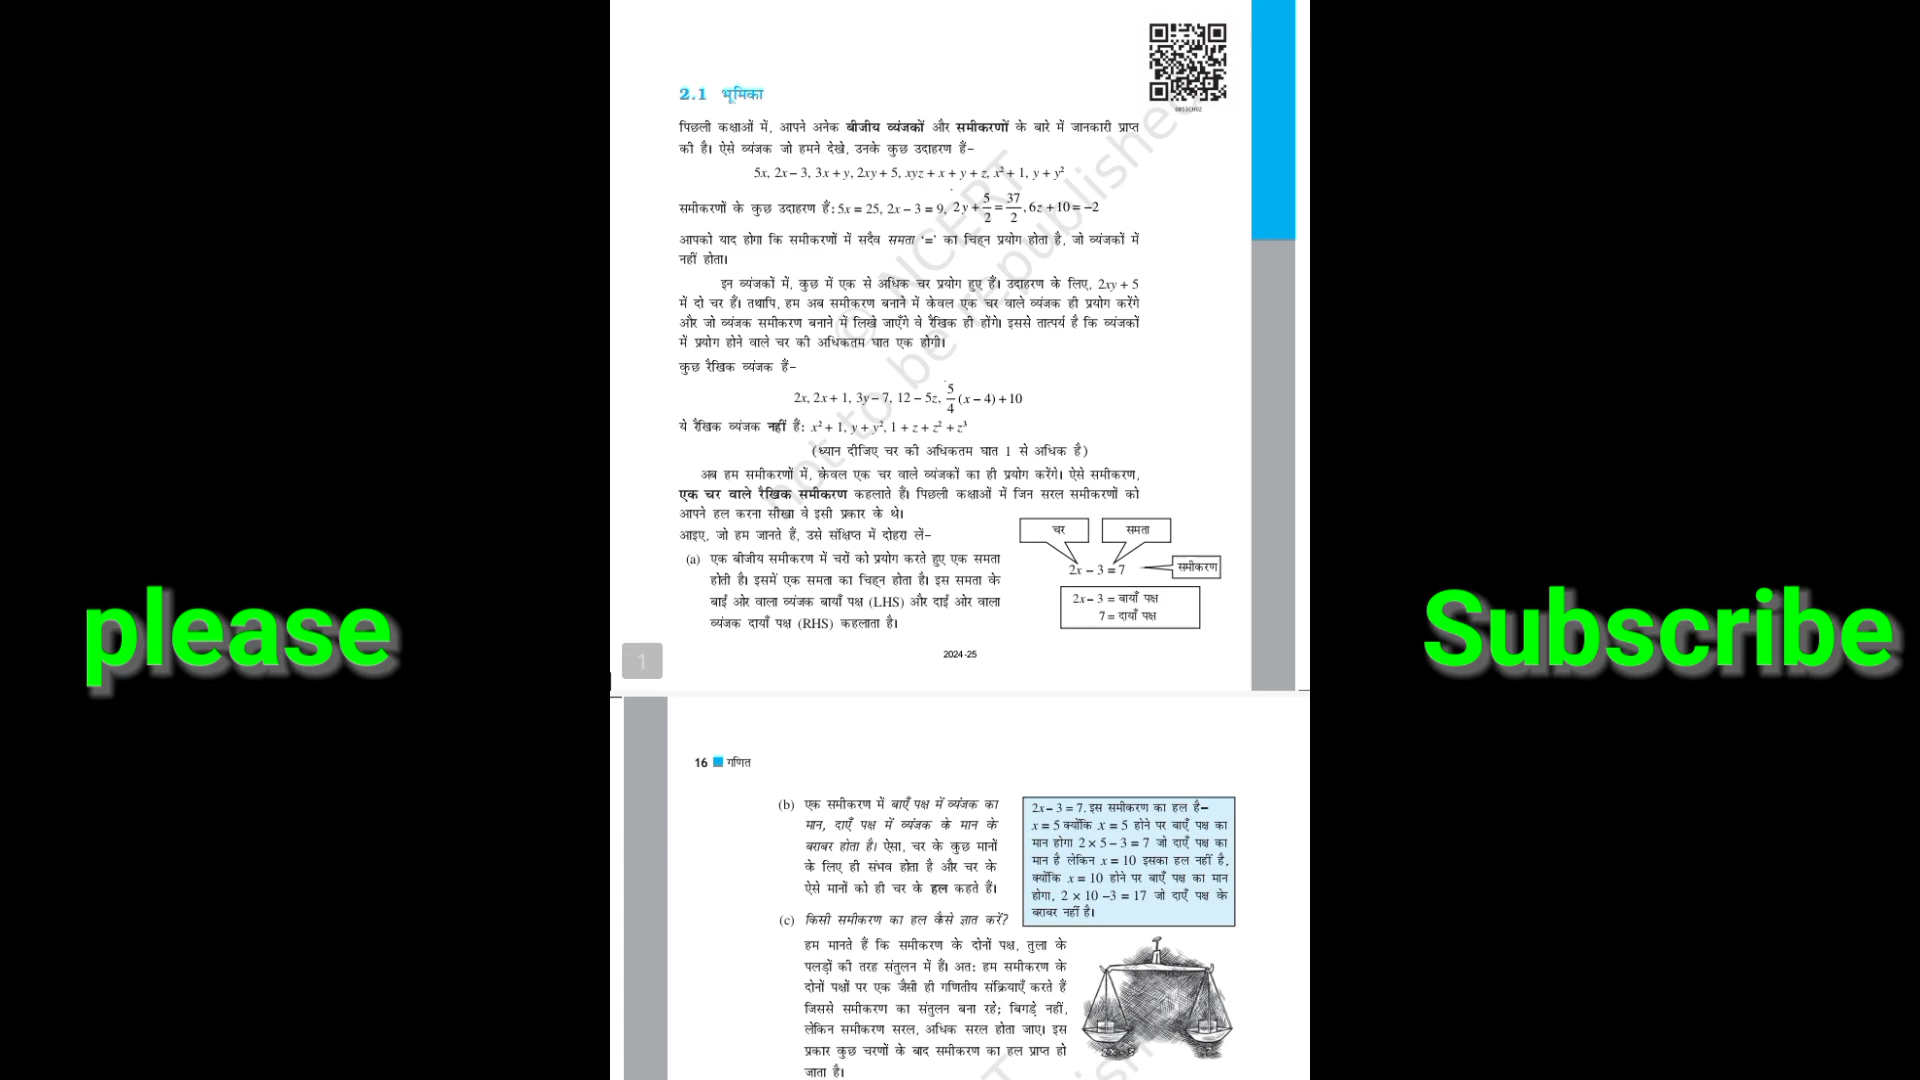 2.1 भूमिका
0853CH02
पिछली कक्षाओं में, आपने अनेक बीजीय व्यंजकों और समीकरणों के बारे में जानकारी प्राप्त
की है। ऐसे व्यंजक जो हमने देखे, उनके कुछ उदाहरण हैं–
5x, 2x – 3, 3x + y, 2xy + 5, xyz + x + y + z, x² + 1, y + y²
समीकरणों के कुछ उदाहरण हैं: 5x = 25, 2x – 3 = 9, 2y + 5/2 = 37/2, 6z + 10 = –2
आपको याद होगा कि समीकरणों में सदैव समता ‘=’ का चिह्न प्रयोग होता है, जो व्यंजकों में
नहीं होता।
इन व्यंजकों में, कुछ में एक से अधिक चर प्रयोग हुए हैं। उदाहरण के लिए, 2xy + 5
में दो चर हैं। तथापि, हम अब समीकरण बनाने में केवल एक चर वाले व्यंजक ही प्रयोग करेंगे
और जो व्यंजक समीकरण बनाने में लिखे जाएँगे वे रैखिक ही होंगे। इससे तात्पर्य है कि व्यंजकों
में प्रयोग होने वाले चर की अधिकतम घात एक होगी।
कुछ रैखिक व्यंजक हैं–
2x, 2x + 1, 3y – 7, 12 – 5z, 5/4 (x – 4) + 10
ये रैखिक व्यंजक नहीं हैं: x² + 1, y + y², 1 + z + z² + z³
(ध्यान दीजिए चर की अधिकतम घात 1 से अधिक है)
अब हम समीकरणों में, केवल एक चर वाले व्यंजकों का ही प्रयोग करेंगे। ऐसे समीकरण,
एक चर वाले रैखिक समीकरण कहलाते हैं। पिछली कक्षाओं में जिन सरल समीकरणों को
आपने हल करना सीखा वे इसी प्रकार के थे।
आइए, जो हम जानते हैं, उसे संक्षिप्त में दोहरा लें–
(a) एक बीजीय समीकरण में चरों को प्रयोग करते हुए एक समता
होती है। इसमें एक समता का चिह्न होता है। इस समता के
बाईं ओर वाला व्यंजक बायाँ पक्ष (LHS) और दाईं ओर वाला
व्यंजक दायाँ पक्ष (RHS) कहलाता है।
चर
समता
2x – 3 = 7
समीकरण
2x – 3 = बायाँ पक्ष
7 = दायाँ पक्ष
© NCERT
not to be republished
please
Subscribe
1
2024-25
16 गणित
(b) एक समीकरण में बाएँ पक्ष में व्यंजक का
मान, दाएँ पक्ष में व्यंजक के मान के
बराबर होता है। ऐसा, चर के कुछ मानों
के लिए ही संभव होता है और चर के
ऐसे मानों को ही चर के हल कहते हैं।
2x – 3 = 7. इस समीकरण का हल है–
x = 5 क्योंकि x = 5 होने पर बाएँ पक्ष का
मान होगा 2 × 5 – 3 = 7 जो दाएँ पक्ष का
मान है लेकिन x = 10 इसका हल नहीं है,
क्योंकि x = 10 होने पर बाएँ पक्ष का मान
होगा, 2 × 10 –3 = 17 जो दाएँ पक्ष के
बराबर नहीं है।
(c) किसी समीकरण का हल कैसे ज्ञात करें?
हम मानते हैं कि समीकरण के दोनों पक्ष, तुला के
पलड़ों की तरह संतुलन में हैं। अत: हम समीकरण के
दोनों पक्षों पर एक जैसी ही गणितीय संक्रियाएँ करते हैं
जिससे समीकरण का संतुलन बना रहे; बिगड़े नहीं,
लेकिन समीकरण सरल, अधिक सरल होता जाए। इस
प्रकार कुछ चरणों के बाद समीकरण का हल प्राप्त हो
जाता है।